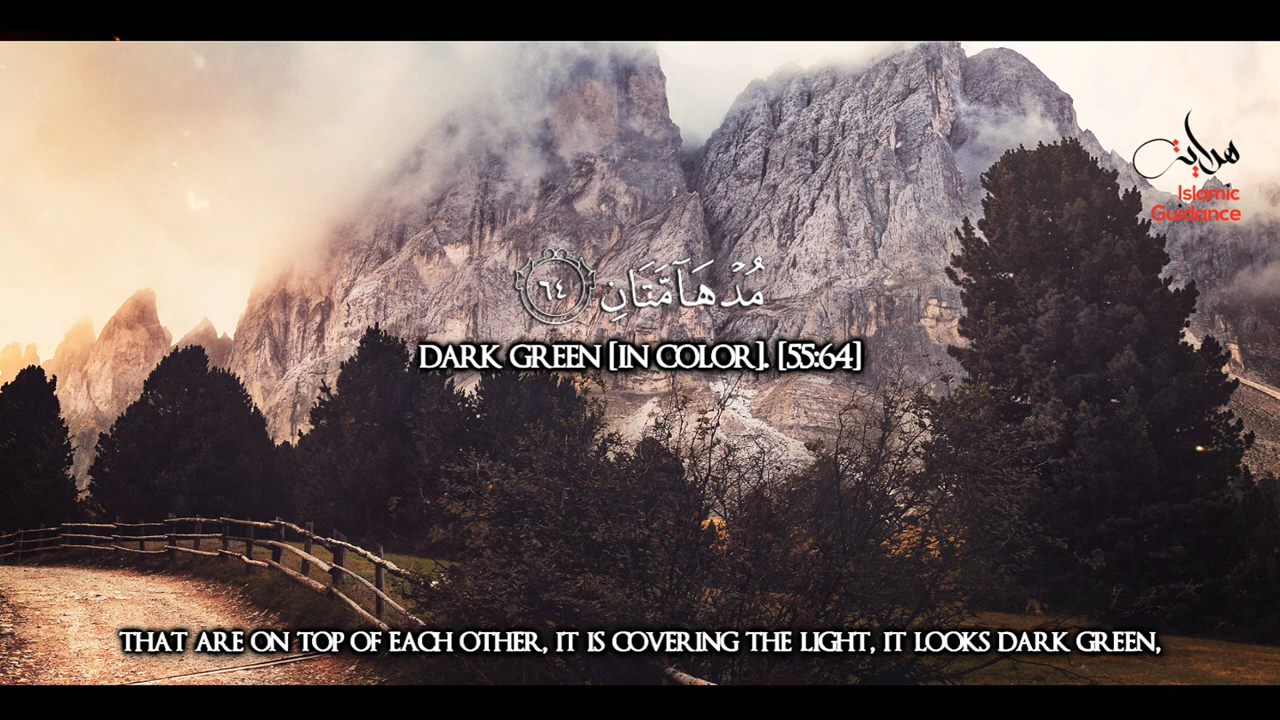 هداية
Islamic
Guidance
مُدْهَآمَّتَانِ ٦٤
DARK GREEN [IN COLOR]. [55:64]
THAT ARE ON TOP OF EACH OTHER, IT IS COVERING THE LIGHT, IT LOOKS DARK GREEN,